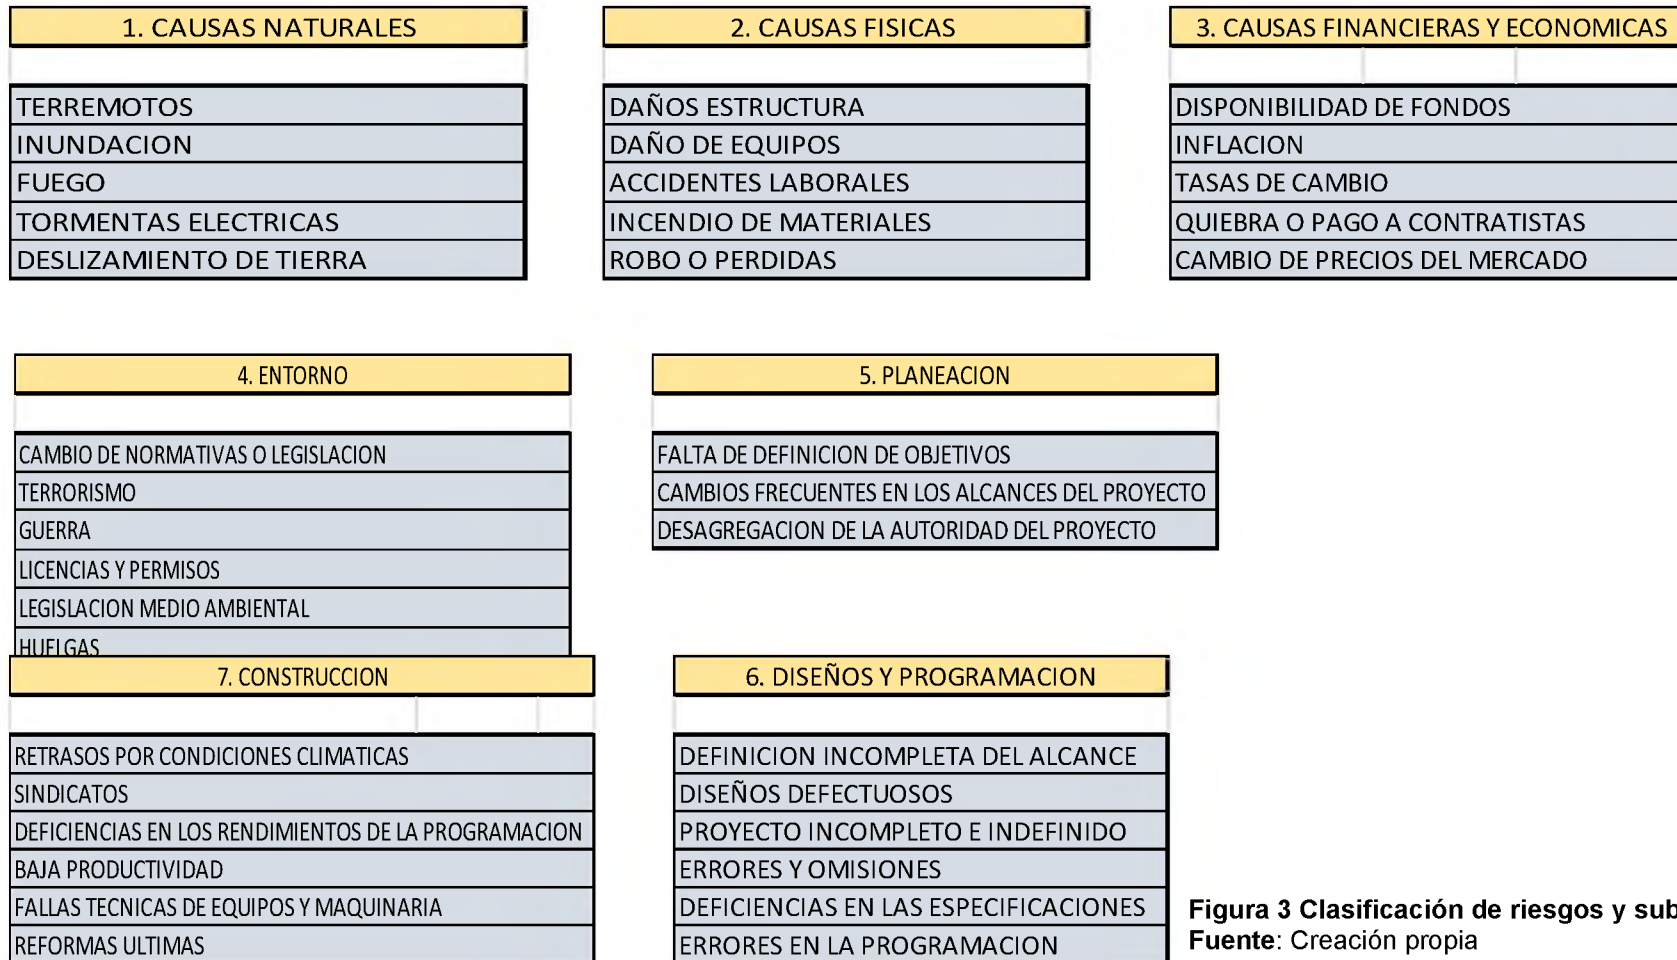 1. CAUSAS NATURALES
TERREMOTOS
INUNDACION
FUEGO
TORMENTAS ELECTRICAS
DESLIZAMIENTO DE TIERRA
2. CAUSAS FISICAS
DAÑOS ESTRUCTURA
DAÑO DE EQUIPOS
ACCIDENTES LABORALES
INCENDIO DE MATERIALES
ROBO O PERDIDAS
3. CAUSAS FINANCIERAS Y ECONOMICAS
DISPONIBILIDAD DE FONDOS
INFLACION
TASAS DE CAMBIO
QUIEBRA O PAGO A CONTRATISTAS
CAMBIO DE PRECIOS DEL MERCADO
4. ENTORNO
CAMBIO DE NORMATIVAS O LEGISLACION
TERRORISMO
GUERRA
LICENCIAS Y PERMISOS
LEGISLACION MEDIO AMBIENTAL
HUELGAS
5. PLANEACION
FALTA DE DEFINICION DE OBJETIVOS
CAMBIOS FRECUENTES EN LOS ALCANCES DEL PROYECTO
DESAGREGACION DE LA AUTORIDAD DEL PROYECTO
7. CONSTRUCCION
RETRASOS POR CONDICIONES CLIMATICAS
SINDICATOS
DEFICIENCIAS EN LOS RENDIMIENTOS DE LA PROGRAMACION
BAJA PRODUCTIVIDAD
FALLAS TECNICAS DE EQUIPOS Y MAQUINARIA
REFORMAS ULTIMAS
6. DISEÑOS Y PROGRAMACION
DEFINICION INCOMPLETA DEL ALCANCE
DISEÑOS DEFECTUOSOS
PROYECTO INCOMPLETO E INDEFINIDO
ERRORES Y OMISIONES
DEFICIENCIAS EN LAS ESPECIFICACIONES
ERRORES EN LA PROGRAMACION
Figura 3 Clasificación de riesgos y sub
Fuente: Creación propia